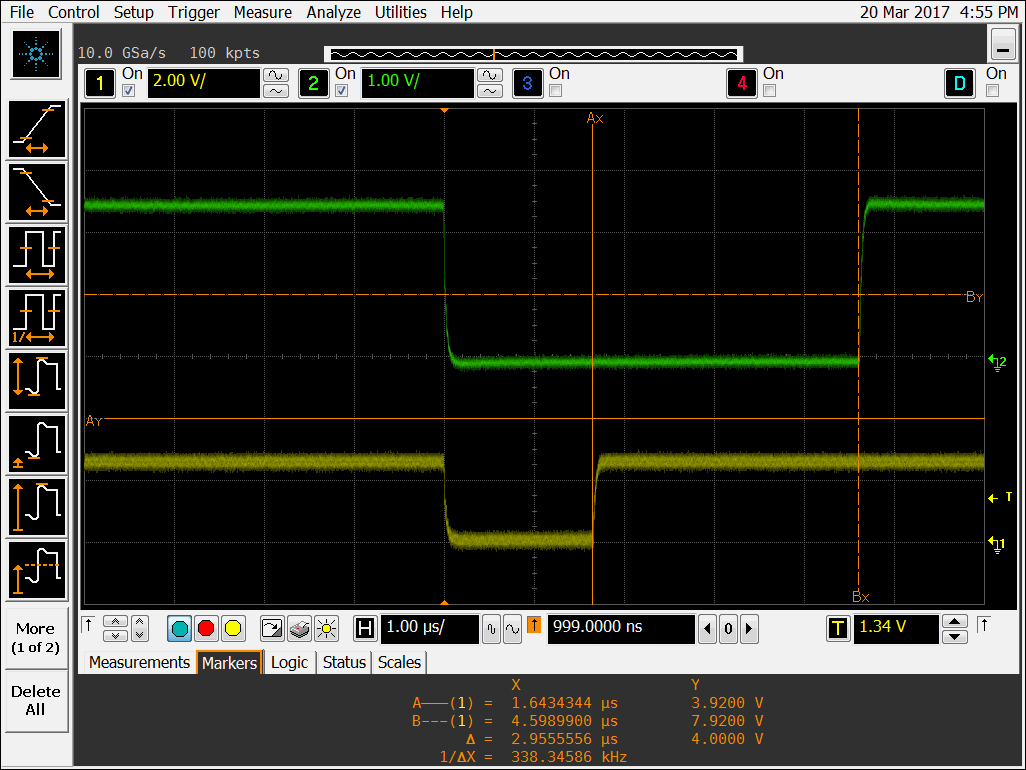 File Control Setup Trigger Measure Analyze Utilities Help 20 Mar 2017 4:55 PM
10.0 GSa/s 100 kpts
1 On 2.00 V/ 2 On 1.00 V/ 3 On 4 On D On
Ax
By
2
Ay
T
1
Bx
1/
More
(1 of 2)
Delete
All
H 1.00 µs/ 999.0000 ns 0 T 1.34 V
Measurements Markers Logic Status Scales
X Y
A———(1) = 1.6434344 µs 3.9200 V
B---(1) = 4.5989900 µs 7.9200 V
Δ = 2.9555556 µs 4.0000 V
1/ΔX = 338.34586 kHz